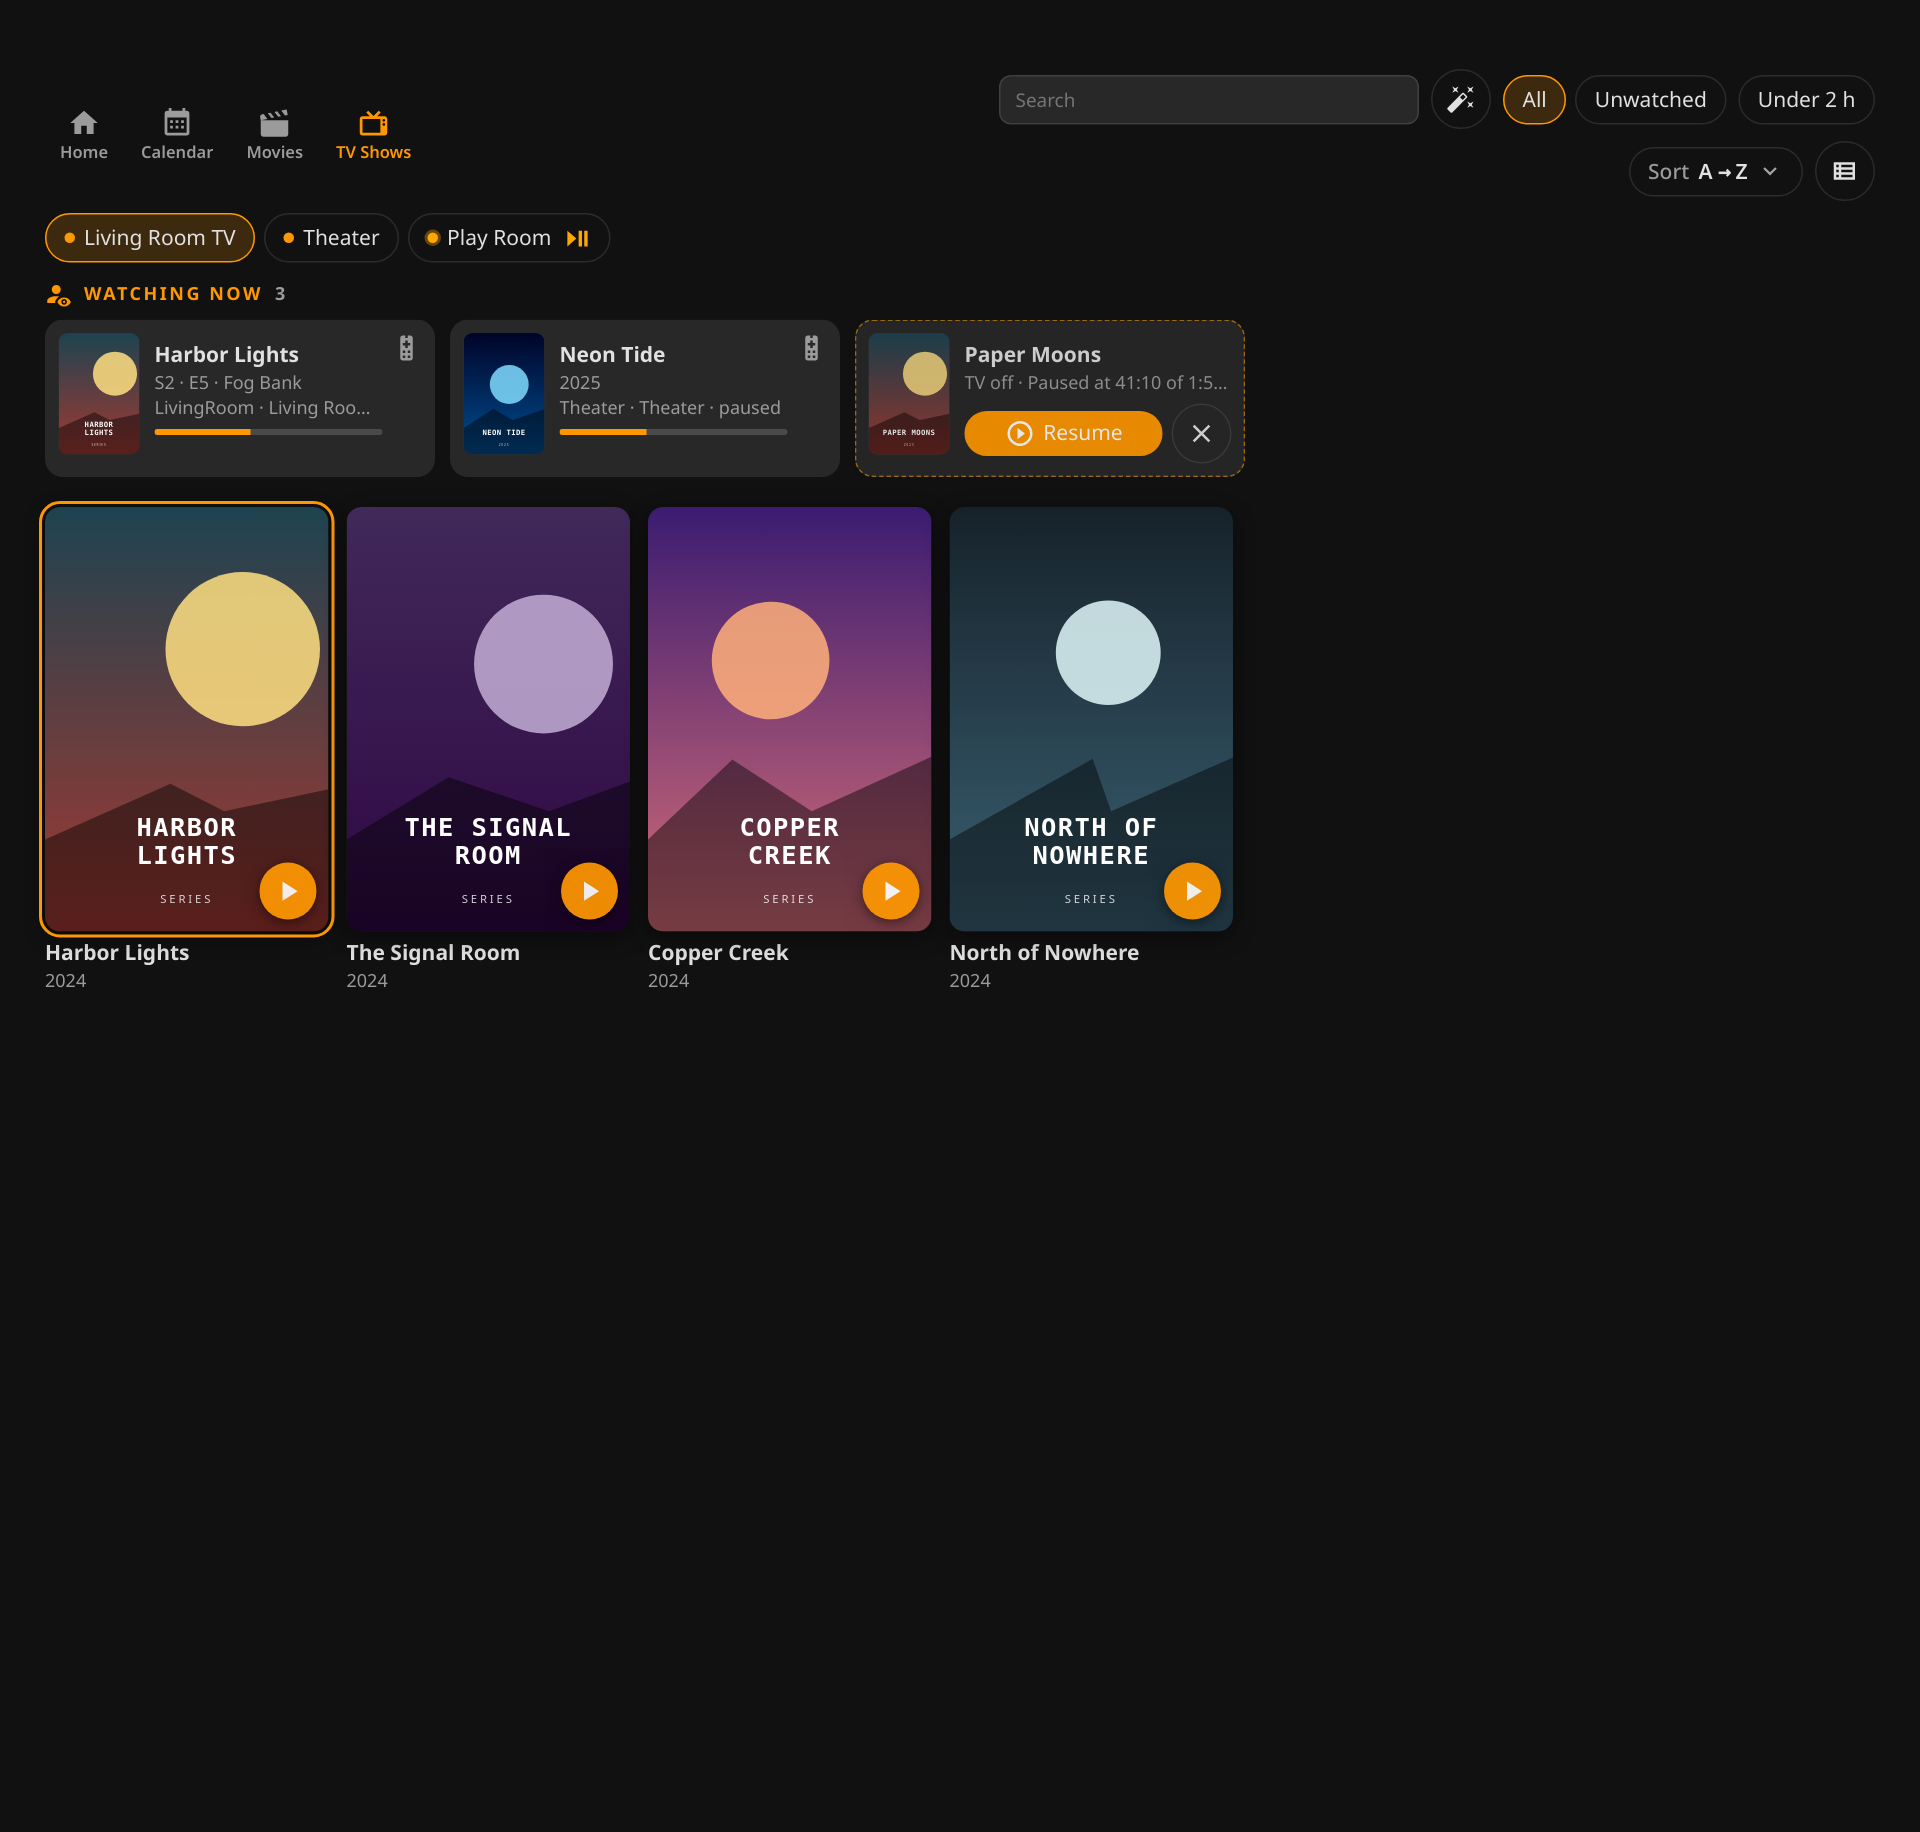 Search
All
Unwatched
Under 2 h
Home
Calendar
Movies
TV Shows
Sort A→Z
Living Room TV
Theater
Play Room
WATCHING NOW 3
HARBOR
LIGHTS
SERIES
Harbor Lights
S2 · E5 · Fog Bank
LivingRoom · Living Roo...
NEON TIDE
2025
Neon Tide
2025
Theater · Theater · paused
PAPER MOONS
Paper Moons
TV off · Paused at 41:10 of 1:5...
Resume
HARBOR
LIGHTS
SERIES
Harbor Lights
2024
THE SIGNAL
ROOM
SERIES
The Signal Room
2024
COPPER
CREEK
SERIES
Copper Creek
2024
NORTH OF
NOWHERE
SERIES
North of Nowhere
2024